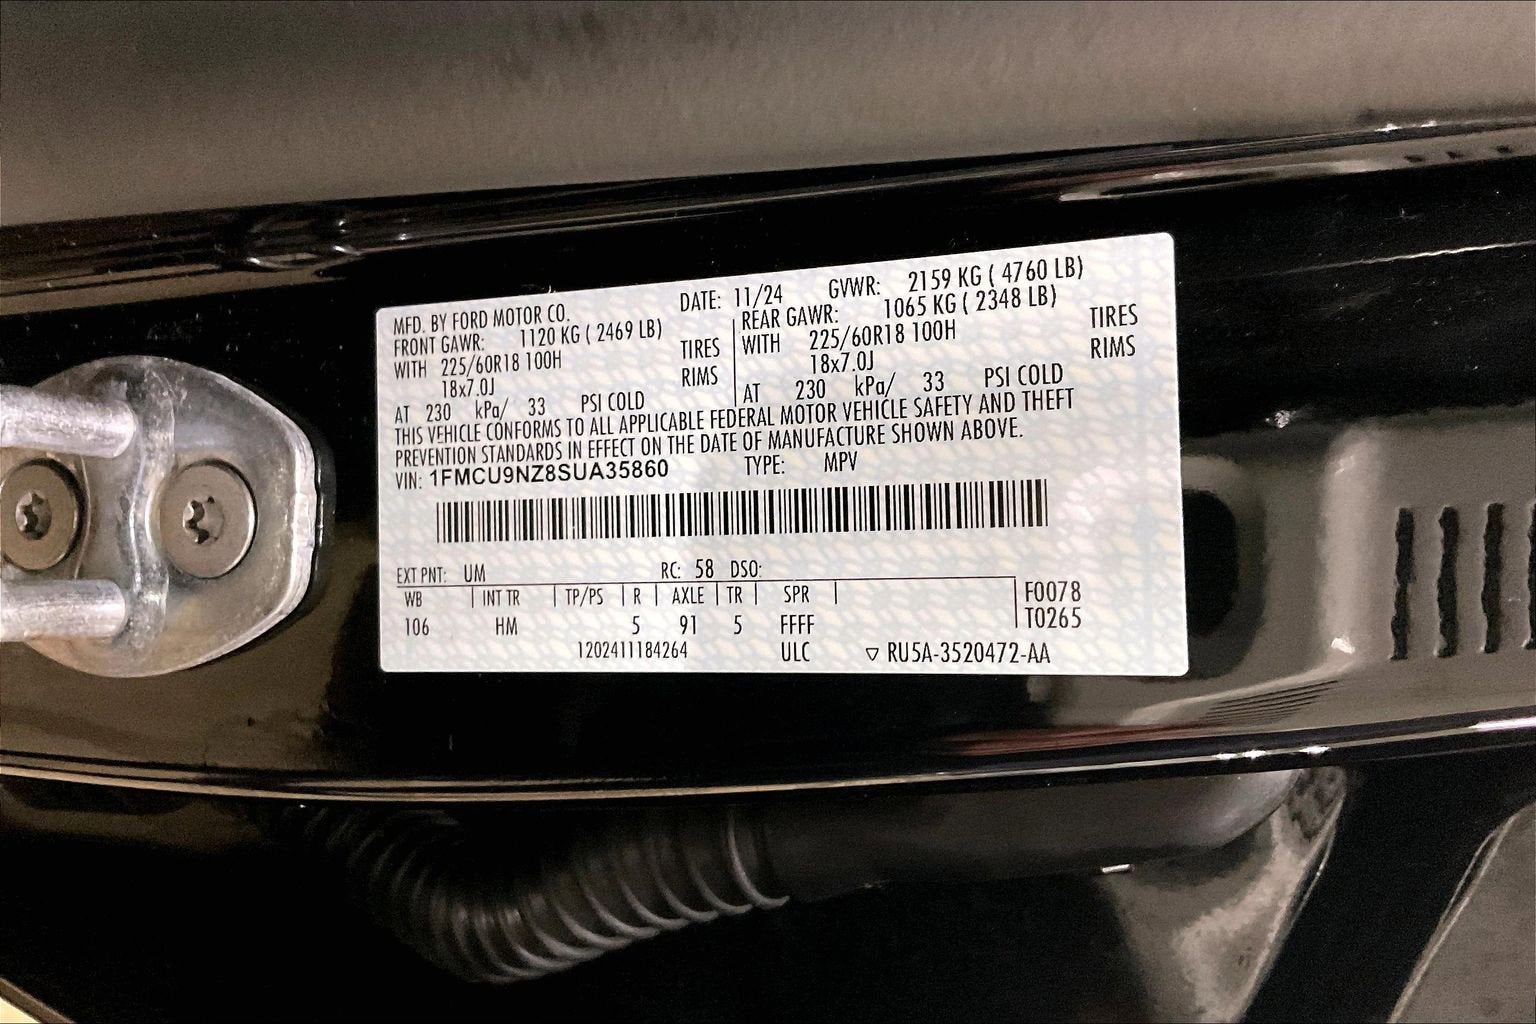 MFD. BY FORD MOTOR CO. DATE: 11/24 GVWR: 2159 KG ( 4760 LB)
FRONT GAWR: 1120 KG ( 2469 LB) REAR GAWR: 1065 KG ( 2348 LB)
WITH 225/60R18 100H TIRES WITH 225/60R18 100H TIRES
18x7.0J RIMS 18x7.0J RIMS
AT 230 kPa/ 33 PSI COLD AT 230 kPa/ 33 PSI COLD
THIS VEHICLE CONFORMS TO ALL APPLICABLE FEDERAL MOTOR VEHICLE SAFETY AND THEFT
PREVENTION STANDARDS IN EFFECT ON THE DATE OF MANUFACTURE SHOWN ABOVE.
VIN: 1FMCU9NZ8SUA35860 TYPE: MPV
EXT PNT: UM RC: 58 DSO:
WB | INT TR | TP/PS | R | AXLE | TR | SPR | F0078
106 HM 5 91 5 FFFF T0265
1202411184264 ULC ▽ RU5A-3520472-AA